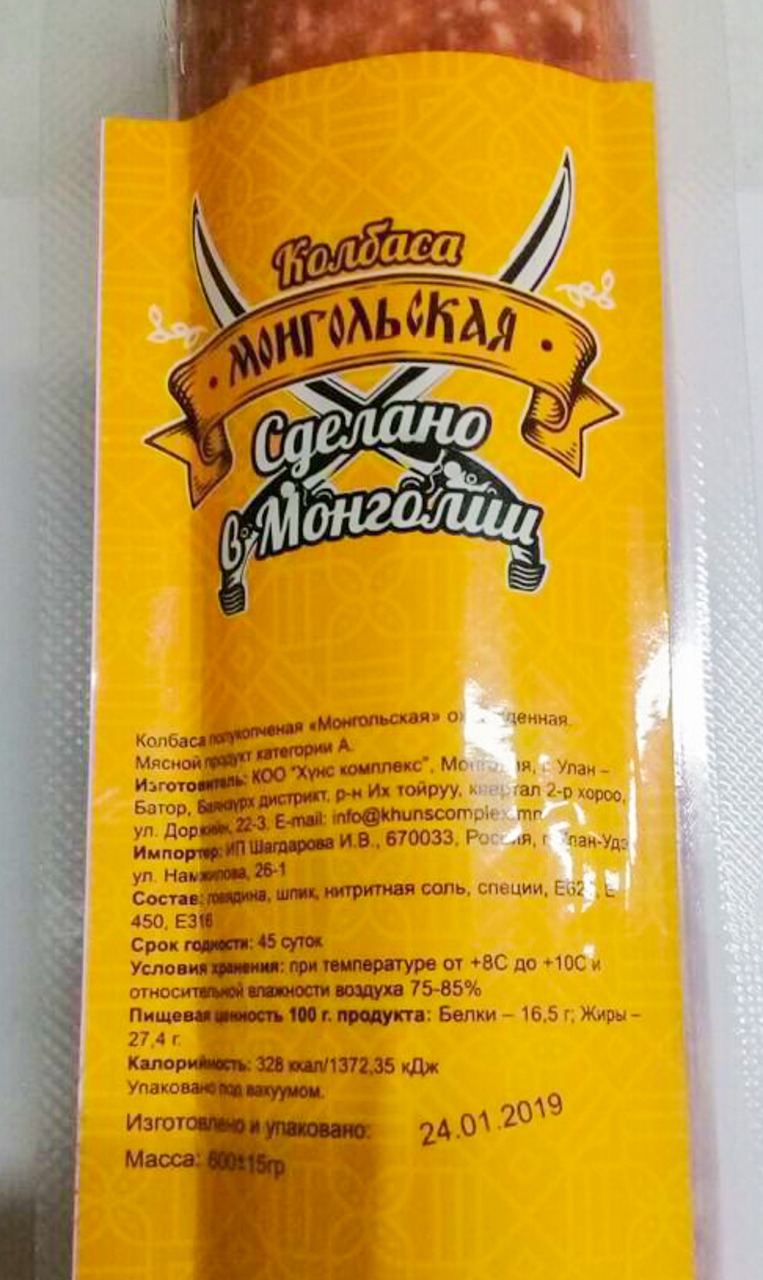 Колбаса
МОНГОЛЬСКАЯ
Сделано
в Монголии
Колбаса полукопченая «Монгольская»
Мясной продукт категории А.
Изготовитель: КОО "Хүнс комплекс", Монголия, г. Улан –
Батор, Баянзурх дистрикт, р-н Их тойруу, квартал 2-р хороо,
ул. 22-3. E-mail: info@khunscomplex.mn
Импортер: ИП Шагдарова И.В., 670033, Россия, г. Улан-Удэ
ул. Намжилова, 26-1
Состав: говядина, шпик, нитритная соль, специи, Е
450, Е316
Срок годности: 45 суток
Условия хранения: при температуре от +8С до +10С и
относительной влажности воздуха 75-85%
Пищевая ценность 100 г. продукта: Белки – 16,5 г; Жиры –
27,4 г.
Калорийность: 328 ккал/1372,35 кДж
Упаковано под вакуумом.
Изготовлено и упаковано: 24.01.2019
Масса: 600±15гр